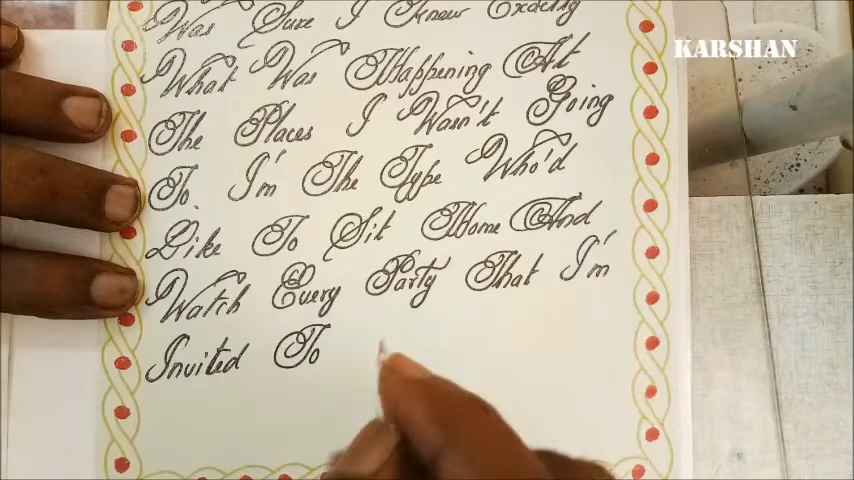 Was Sure I Knew Exactly
KARSHAN
What Was Happening At
The Places I Wasn't Going
To. I'm The Type Who'd
Like To Sit Home And
Watch Every Party That I'm
Invited To